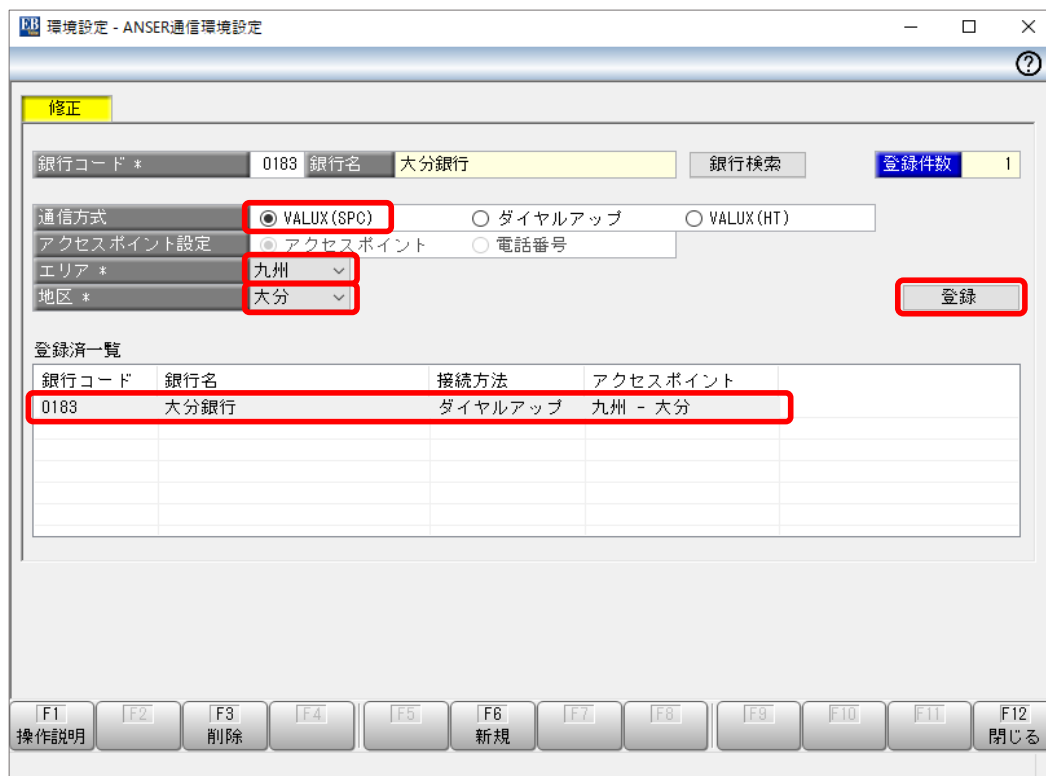 EB 環境設定 - ANSER通信環境設定
修正
銀行コード * 0183 銀行名 大分銀行 銀行検索 登録件数 1
通信方式 VALUX(SPC) ダイヤルアップ VALUX(HT)
アクセスポイント設定 アクセスポイント 電話番号
エリア * 九州
地区 * 大分 登録
登録済一覧
銀行コード 銀行名 接続方法 アクセスポイント
0183 大分銀行 ダイヤルアップ 九州 - 大分
F1 F2 F3 F4 F5 F6 F7 F8 F9 F10 F11 F12
操作説明 削除 新規 閉じる